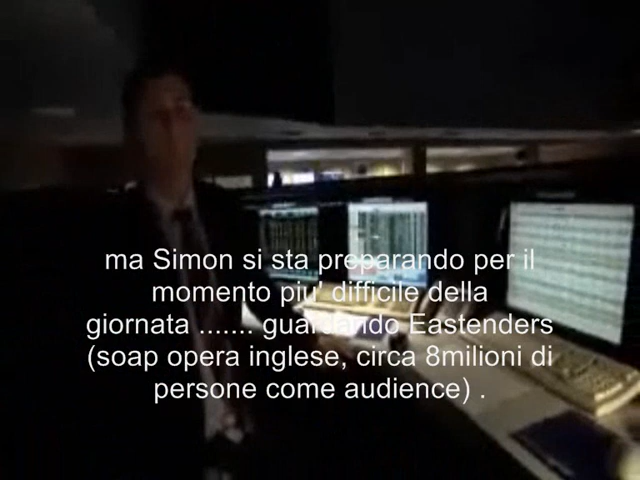 ma Simon si sta preparando per il
momento piu' difficile della
giornata ....... guardando Eastenders
(soap opera inglese, circa 8milioni di
persone come audience) .